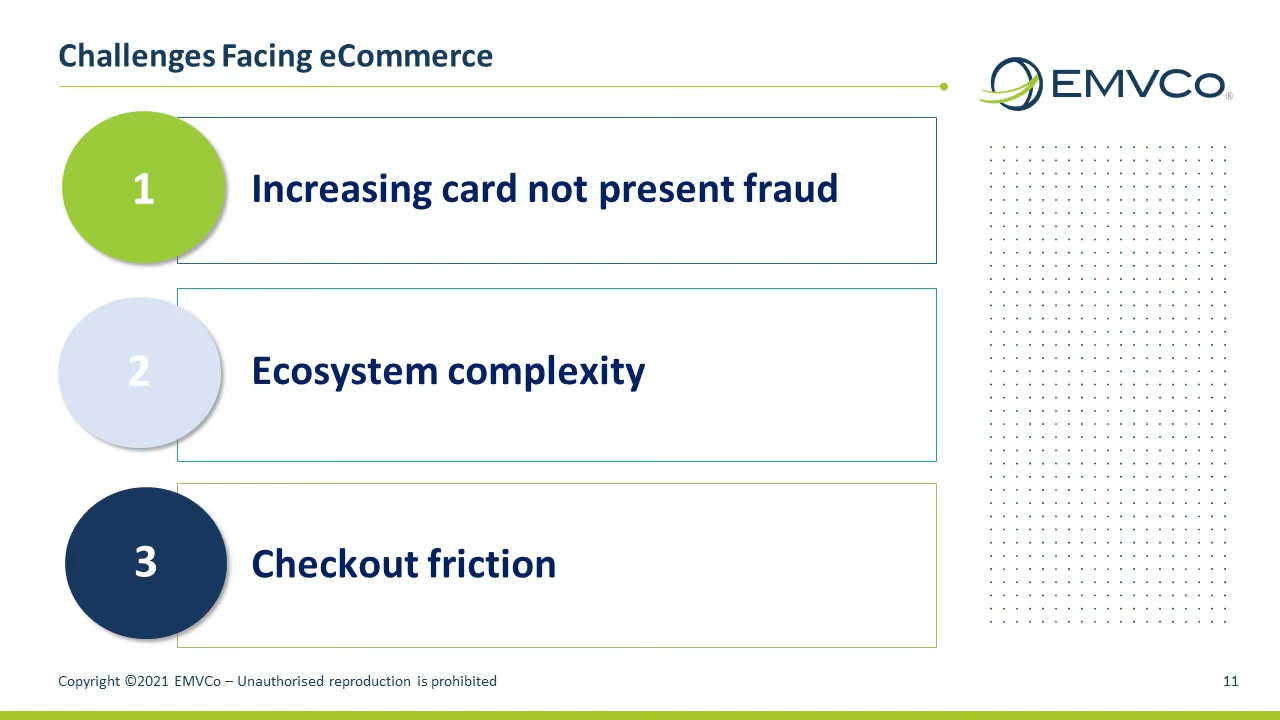 Challenges Facing eCommerce
EMVCo®
1
Increasing card not present fraud
2
Ecosystem complexity
3
Checkout friction
Copyright ©2021 EMVCo – Unauthorised reproduction is prohibited
11